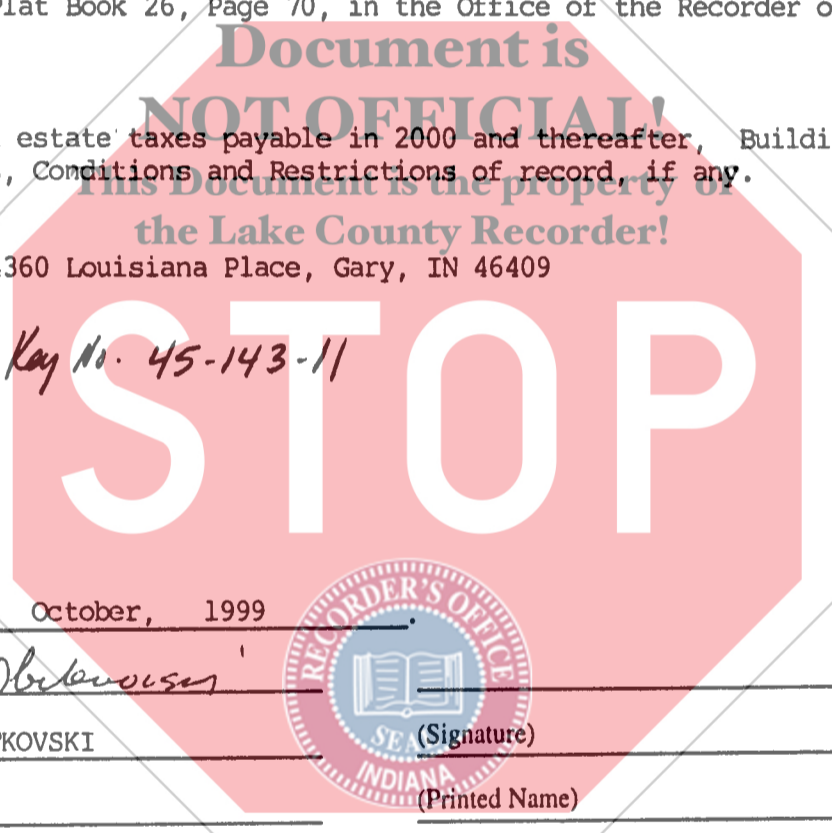 lat Book 26, Page 70, in the Office of the Recorder o
Document is
NOT OFFICIAL!
estate taxes payable in 2000 and thereafter, Buildi
, Conditions and Restrictions of record, if any.
This Document is the property of
the Lake County Recorder!
360 Louisiana Place, Gary, IN 46409
Key No. 45-143-11
STOP
October, 1999
RECORDER'S OFFICE
SEAL
INDIANA
KOVSKI
(Signature)
(Printed Name)